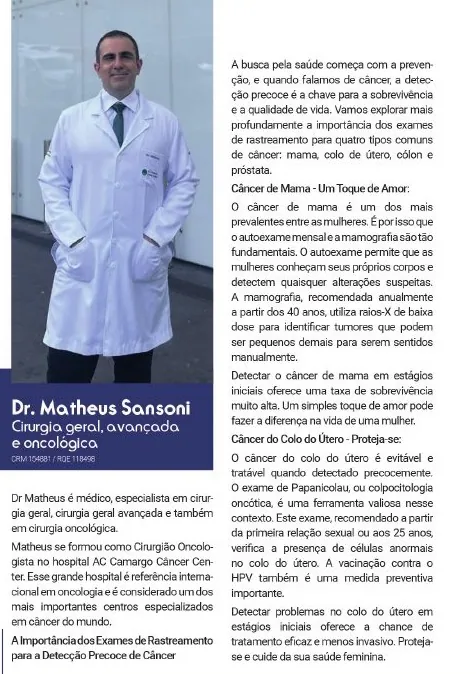 Dr. Matheus Sansoni
Cirurgia geral, avançada
e oncológica
CRM 154881 / RQE 118498
Dr Matheus é médico, especialista em cirur-
gia geral, cirurgia geral avançada e também
em cirurgia oncológica.
Matheus se formou como Cirurgião Oncolo-
gista no hospital AC Camargo Câncer Cen-
ter. Esse grande hospital é referência interna-
cional em oncologia e é considerado um dos
mais importantes centros especializados
em câncer do mundo.
A Importância dos Exames de Rastreamento
para a Detecção Precoce de Câncer
A busca pela saúde começa com a preven-
ção, e quando falamos de câncer, a detec-
ção precoce é a chave para a sobrevivência
e a qualidade de vida. Vamos explorar mais
profundamente a importância dos exames
de rastreamento para quatro tipos comuns
de câncer: mama, colo de útero, cólon e
próstata.
Câncer de Mama - Um Toque de Amor:
O câncer de mama é um dos mais
prevalentes entre as mulheres. É por isso que
o autoexame mensal e a mamografia são tão
fundamentais. O autoexame permite que as
mulheres conheçam seus próprios corpos e
detectem quaisquer alterações suspeitas.
A mamografia, recomendada anualmente
a partir dos 40 anos, utiliza raios-X de baixa
dose para identificar tumores que podem
ser pequenos demais para serem sentidos
manualmente.
Detectar o câncer de mama em estágios
iniciais oferece uma taxa de sobrevivência
muito alta. Um simples toque de amor pode
fazer a diferença na vida de uma mulher.
Câncer do Colo do Útero - Proteja-se:
O câncer do colo do útero é evitável e
tratável quando detectado precocemente.
O exame de Papanicolau, ou colpocitologia
oncótica, é uma ferramenta valiosa nesse
contexto. Este exame, recomendado a partir
da primeira relação sexual ou aos 25 anos,
verifica a presença de células anormais
no colo do útero. A vacinação contra o
HPV também é uma medida preventiva
importante.
Detectar problemas no colo do útero em
estágios iniciais oferece a chance de
tratamento eficaz e menos invasivo. Proteja-
se e cuide da sua saúde feminina.